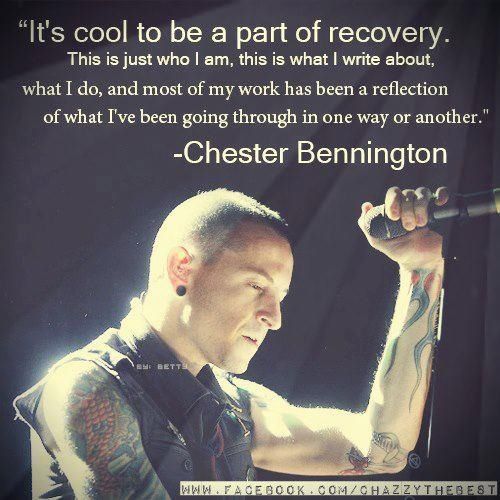 “It's cool to be a part of recovery.
This is just who I am, this is what I write about,
what I do, and most of my work has been a reflection
of what I've been going through in one way or another."
-Chester Bennington
BY: BETTY
WWW.FACEBOOK.COM/CHAZZYTHEBEST